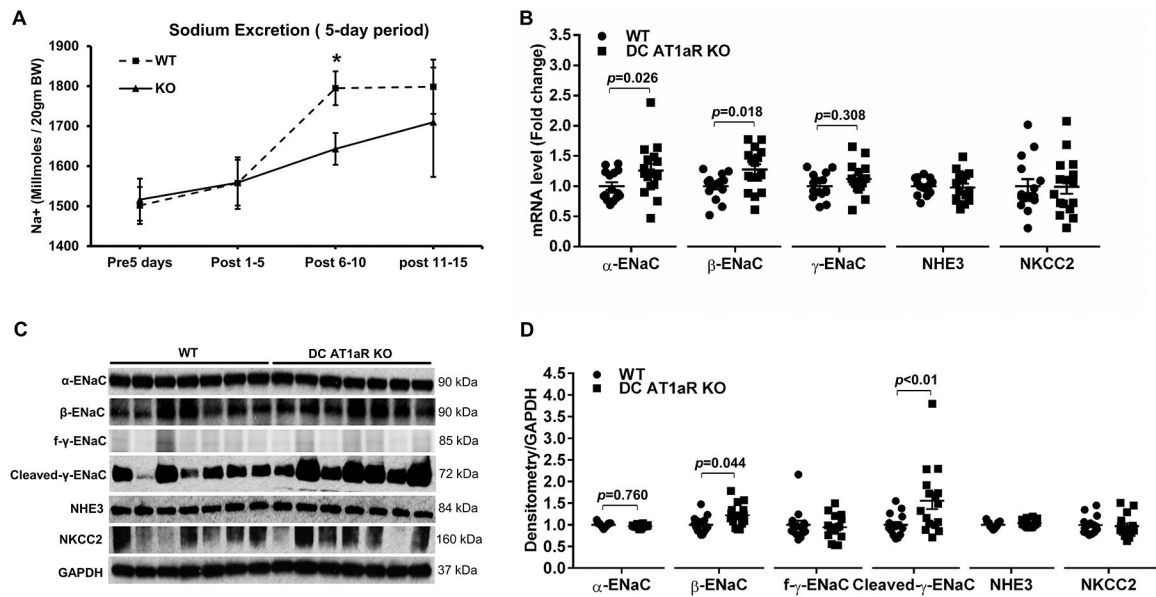 A
Sodium Excretion ( 5-day period)
Na+ (Millmoles / 20gm BW)
1900
1800
1700
1600
1500
1400
WT
KO
*
Pre5 days
Post 1-5
Post 6-10
post 11-15
B
WT
DC AT1aR KO
mRNA level (Fold change)
3.5
3.0
2.5
2.0
1.5
1.0
0.5
0.0
p=0.026
p=0.018
p=0.308
α-ENaC
β-ENaC
γ-ENaC
NHE3
NKCC2
C
WT
DC AT1aR KO
α-ENaC
90 kDa
β-ENaC
90 kDa
f-γ-ENaC
85 kDa
Cleaved-γ-ENaC
72 kDa
NHE3
84 kDa
NKCC2
160 kDa
GAPDH
37 kDa
D
WT
DC AT1aR KO
Densitometry/GAPDH
4.5
4.0
3.5
3.0
2.5
2.0
1.5
1.0
0.5
0.0
p=0.760
p=0.044
p<0.01
α-ENaC
β-ENaC
f-γ-ENaC
Cleaved-γ-ENaC
NHE3
NKCC2